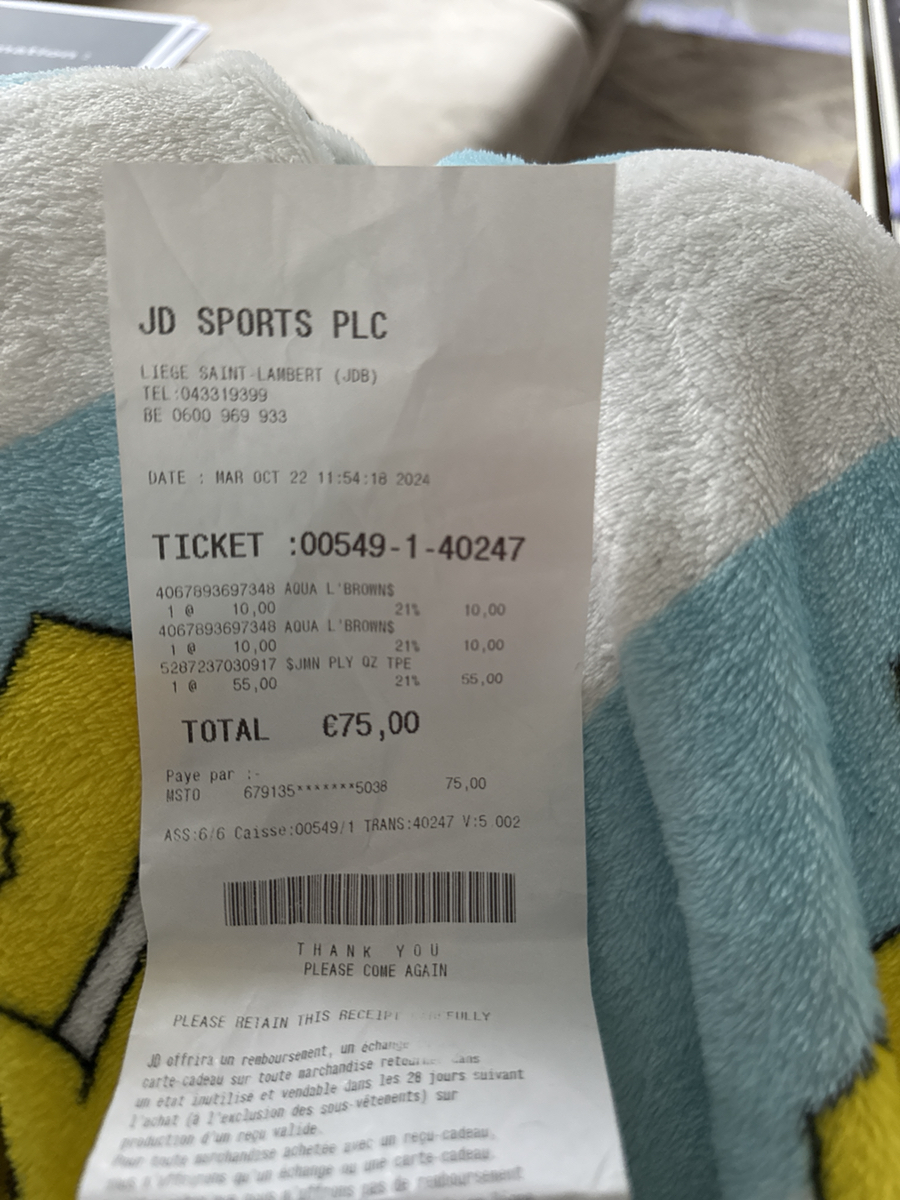 JD SPORTS PLC
LIEGE SAINT-LAMBERT (JDB)
TEL:043319399
BE 0600 969 933
DATE : MAR OCT 22 11:54:18 2024
TICKET :00549-1-40247
4067893697348 AQUA L'BROWN$
1 @ 10,00 21% 10,00
4067893697348 AQUA L'BROWN$
1 @ 10,00 21% 10,00
5287237030917 $JMN PLY QZ TPE
1 @ 55,00 21% 55,00
TOTAL €75,00
Paye par :-
MSTO 679135*******5038 75,00
ASS:6/6 Caisse:00549/1 TRANS:40247 V:5.002
THANK YOU
PLEASE COME AGAIN
PLEASE RETAIN THIS RECEIPT
JD offrira un remboursement, un échange
carte-cadeau sur toute marchandise dans
un état inutilisé et vendable dans les 28 jours suivant
l'achat (à l'exclusion des sous-vêtements) sur
production d'un reçu valide.
Pour toute marchandise achetée avec un reçu-cadeau,
qu'un échange ou une carte-cadeau.
pas de remboursement